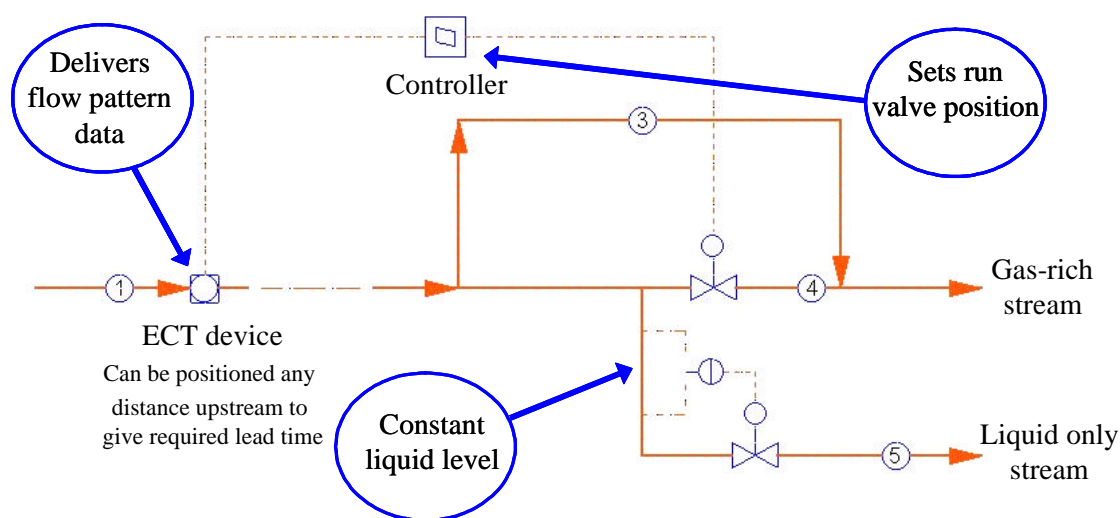 Delivers
flow pattern
data
Controller
Sets run
valve position
3
1
4
Gas-rich
stream
ECT device
Can be positioned any
distance upstream to
give required lead time
Constant
liquid level
5
Liquid only
stream